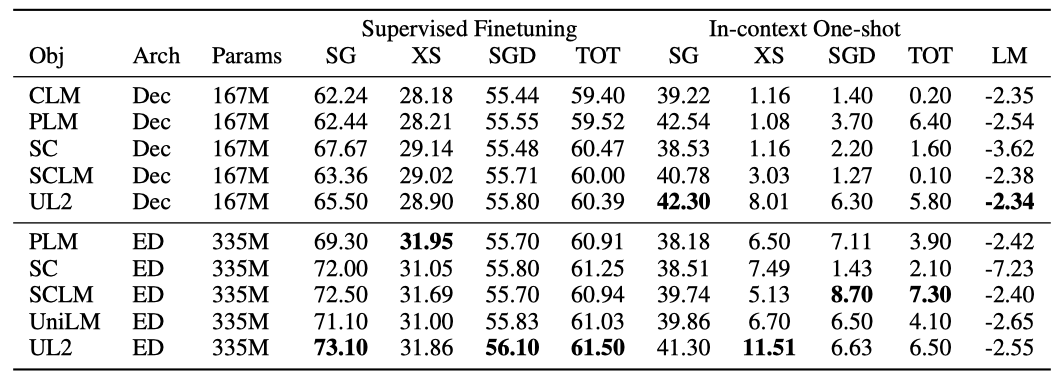 Supervised Finetuning In-context One-shot
Obj Arch Params SG XS SGD TOT SG XS SGD TOT LM
CLM Dec 167M 62.24 28.18 55.44 59.40 39.22 1.16 1.40 0.20 -2.35
PLM Dec 167M 62.44 28.21 55.55 59.52 42.54 1.08 3.70 6.40 -2.54
SC Dec 167M 67.67 29.14 55.48 60.47 38.53 1.16 2.20 1.60 -3.62
SCLM Dec 167M 63.36 29.02 55.71 60.00 40.78 3.03 1.27 0.10 -2.38
UL2 Dec 167M 65.50 28.90 55.80 60.39 42.30 8.01 6.30 5.80 -2.34
PLM ED 335M 69.30 31.95 55.70 60.91 38.18 6.50 7.11 3.90 -2.42
SC ED 335M 72.00 31.05 55.80 61.25 38.51 7.49 1.43 2.10 -7.23
SCLM ED 335M 72.50 31.69 55.70 60.94 39.74 5.13 8.70 7.30 -2.40
UniLM ED 335M 71.10 31.00 55.83 61.03 39.86 6.70 6.50 4.10 -2.65
UL2 ED 335M 73.10 31.86 56.10 61.50 41.30 11.51 6.63 6.50 -2.55